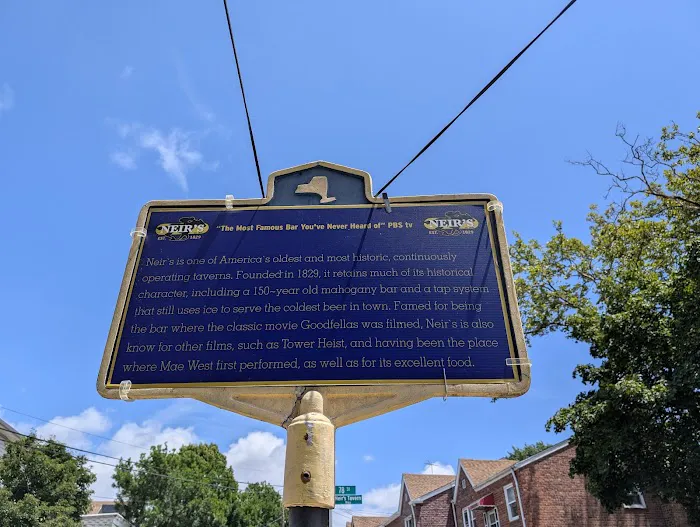 NEIR'S
EST. 1829
"The Most Famous Bar You've Never Heard of" PBS tv
NEIR'S
EST. 1829
Neir's is one of America's oldest and most historic, continuously
operating taverns. Founded in 1829, it retains much of its historical
character, including a 150-year old mahogany bar and a tap system
that still uses ice to serve the coldest beer in town. Famed for being
the bar where the classic movie Goodfellas was filmed, Neir's is also
know for other films, such as Tower Heist, and having been the place
where Mae West first performed, as well as for its excellent food.
78 St
Neir's Tavern